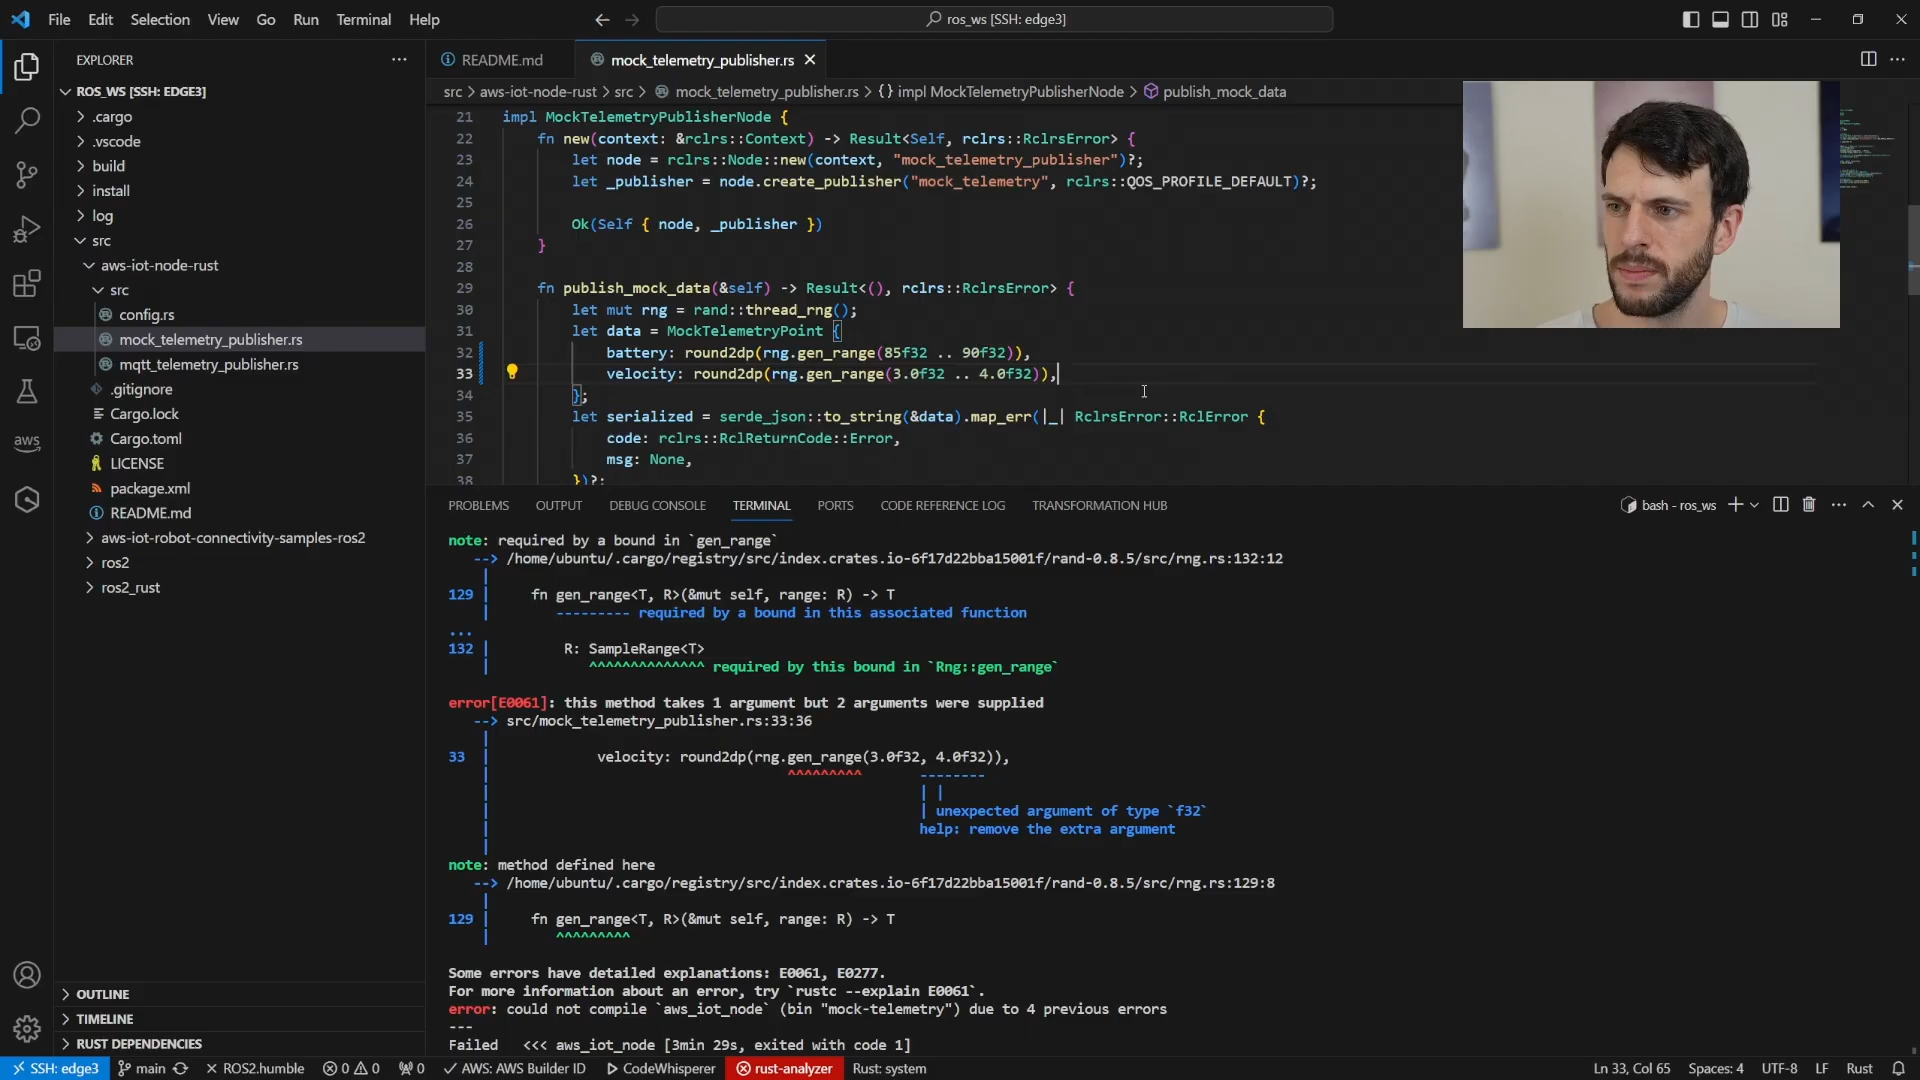 File Edit Selection View Go Run Terminal Help
ros_ws [SSH: edge3]
EXPLORER
ROS_WS [SSH: EDGE3]
.cargo
.vscode
build
install
log
src
aws-iot-node-rust
src
config.rs
mock_telemetry_publisher.rs
mqtt_telemetry_publisher.rs
.gitignore
Cargo.lock
Cargo.toml
LICENSE
package.xml
README.md
aws-iot-robot-connectivity-samples-ros2
ros2
ros2_rust
OUTLINE
TIMELINE
RUST DEPENDENCIES
aws
README.md
mock_telemetry_publisher.rs
src > aws-iot-node-rust > src > mock_telemetry_publisher.rs > {} impl MockTelemetryPublisherNode > publish_mock_data
21 impl MockTelemetryPublisherNode {
22 fn new(context: &rclrs::Context) -> Result<Self, rclrs::RclrsError> {
23 let node = rclrs::Node::new(context, "mock_telemetry_publisher")?;
24 let _publisher = node.create_publisher("mock_telemetry", rclrs::QOS_PROFILE_DEFAULT)?;
25
26 Ok(Self { node, _publisher })
27 }
28
29 fn publish_mock_data(&self) -> Result<(), rclrs::RclrsError> {
30 let mut rng = rand::thread_rng();
31 let data = MockTelemetryPoint {
32 battery: round2dp(rng.gen_range(85f32 .. 90f32)),
33 velocity: round2dp(rng.gen_range(3.0f32 .. 4.0f32)),
34 };
35 let serialized = serde_json::to_string(&data).map_err(|_| RclrsError::RclError {
36 code: rclrs::RclReturnCode::Error,
37 msg: None,
38 })?;
PROBLEMS OUTPUT DEBUG CONSOLE TERMINAL PORTS CODE REFERENCE LOG TRANSFORMATION HUB
bash - ros_ws
note: required by a bound in `gen_range`
--> /home/ubuntu/.cargo/registry/src/index.crates.io-6f17d22bba15001f/rand-0.8.5/src/rng.rs:132:12
|
129 | fn gen_range<T, R>(&mut self, range: R) -> T
| --------- required by a bound in this associated function
...
132 | R: SampleRange<T>
| ^^^^^^^^^^^^^^ required by this bound in `Rng::gen_range`
error[E0061]: this method takes 1 argument but 2 arguments were supplied
--> src/mock_telemetry_publisher.rs:33:36
|
33 | velocity: round2dp(rng.gen_range(3.0f32, 4.0f32)),
| ^^^^^^^^^ --------
| | |
| | unexpected argument of type `f32`
| help: remove the extra argument
|
note: method defined here
--> /home/ubuntu/.cargo/registry/src/index.crates.io-6f17d22bba15001f/rand-0.8.5/src/rng.rs:129:8
|
129 | fn gen_range<T, R>(&mut self, range: R) -> T
| ^^^^^^^^^
Some errors have detailed explanations: E0061, E0277.
For more information about an error, try `rustc --explain E0061`.
error: could not compile `aws_iot_node` (bin "mock-telemetry") due to 4 previous errors
---
Failed <<< aws_iot_node [3min 29s, exited with code 1]
SSH: edge3 main ROS2.humble 0 0 0 AWS: AWS Builder ID CodeWhisperer rust-analyzer Rust: system Ln 33, Col 65 Spaces: 4 UTF-8 LF Rust